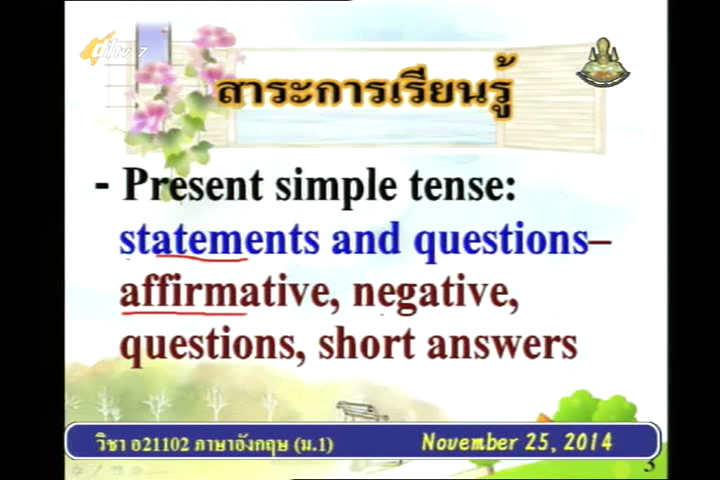 dltv 7
สาระการเรียนรู้
- Present simple tense:
statements and questions–
affirmative, negative,
questions, short answers
วิชา อ21102 ภาษาอังกฤษ (ม.1) November 25, 2014
3